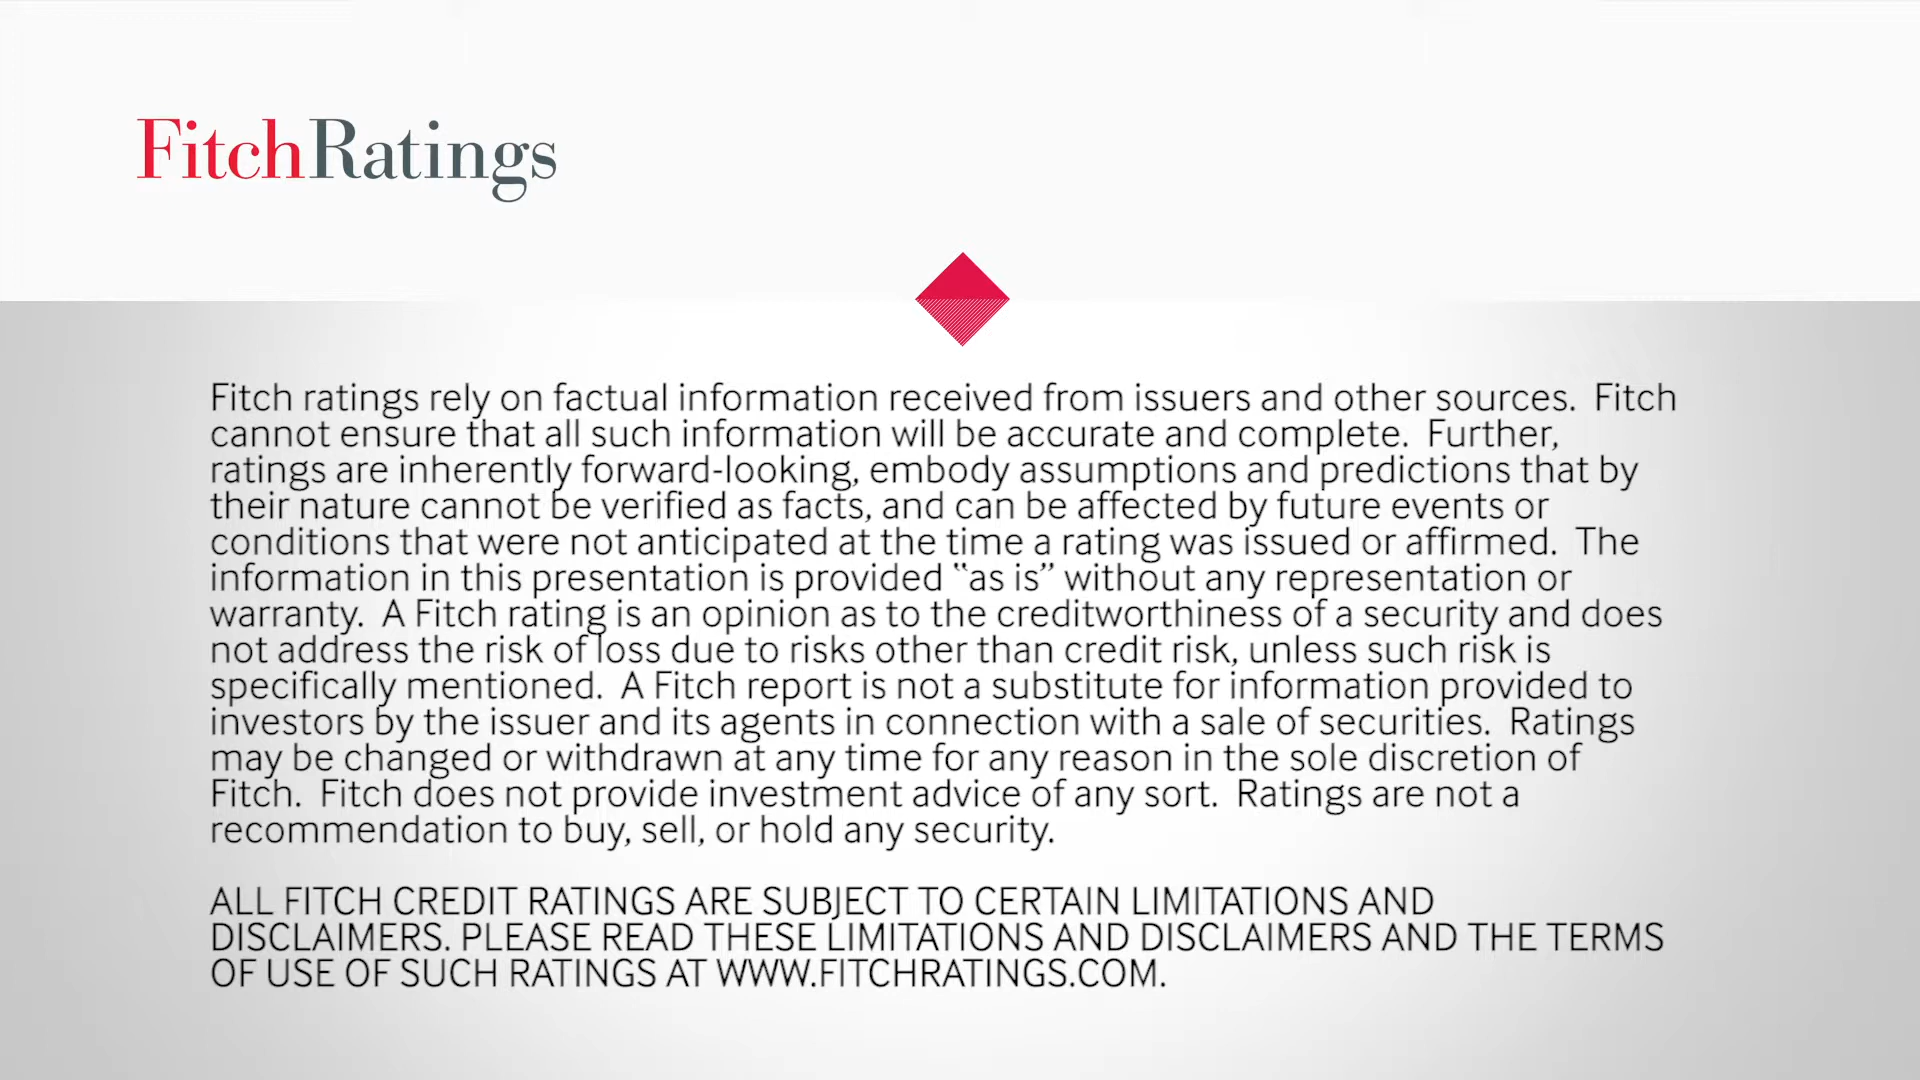 FitchRatings
Fitch ratings rely on factual information received from issuers and other sources.  Fitch
cannot ensure that all such information will be accurate and complete.  Further,
ratings are inherently forward-looking, embody assumptions and predictions that by
their nature cannot be verified as facts, and can be affected by future events or
conditions that were not anticipated at the time a rating was issued or affirmed.  The
information in this presentation is provided “as is” without any representation or
warranty.  A Fitch rating is an opinion as to the creditworthiness of a security and does
not address the risk of loss due to risks other than credit risk, unless such risk is
specifically mentioned.  A Fitch report is not a substitute for information provided to
investors by the issuer and its agents in connection with a sale of securities.  Ratings
may be changed or withdrawn at any time for any reason in the sole discretion of
Fitch.  Fitch does not provide investment advice of any sort.  Ratings are not a
recommendation to buy, sell, or hold any security.
ALL FITCH CREDIT RATINGS ARE SUBJECT TO CERTAIN LIMITATIONS AND
DISCLAIMERS. PLEASE READ THESE LIMITATIONS AND DISCLAIMERS AND THE TERMS
OF USE OF SUCH RATINGS AT WWW.FITCHRATINGS.COM.